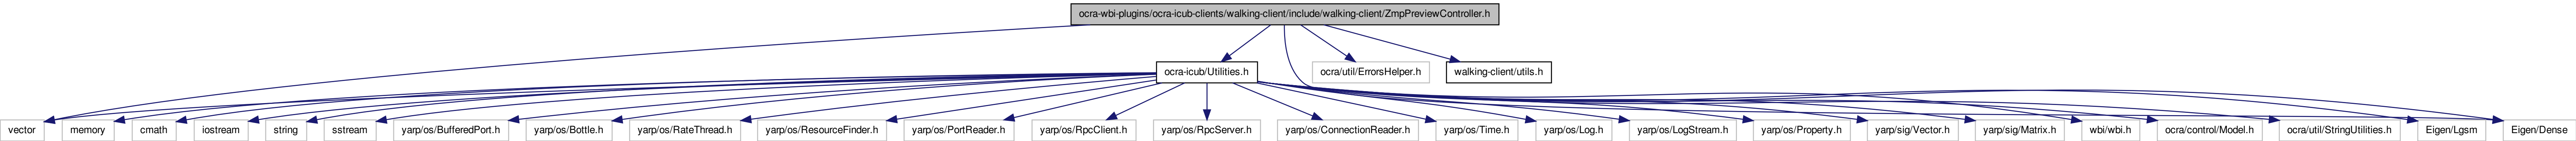 ocra-wbi-plugins/ocra-icub-clients/walking-client/include/walking-client/ZmpPreviewController.h
ocra-icub/Utilities.h
ocra/util/ErrorsHelper.h
walking-client/utils.h
vector
memory
cmath
iostream
string
sstream
yarp/os/BufferedPort.h
yarp/os/Bottle.h
yarp/os/RateThread.h
yarp/os/ResourceFinder.h
yarp/os/PortReader.h
yarp/os/RpcClient.h
yarp/os/RpcServer.h
yarp/os/ConnectionReader.h
yarp/os/Time.h
yarp/os/Log.h
yarp/os/LogStream.h
yarp/os/Property.h
yarp/sig/Vector.h
yarp/sig/Matrix.h
wbi/wbi.h
ocra/control/Model.h
ocra/util/StringUtilities.h
Eigen/Lgsm
Eigen/Dense